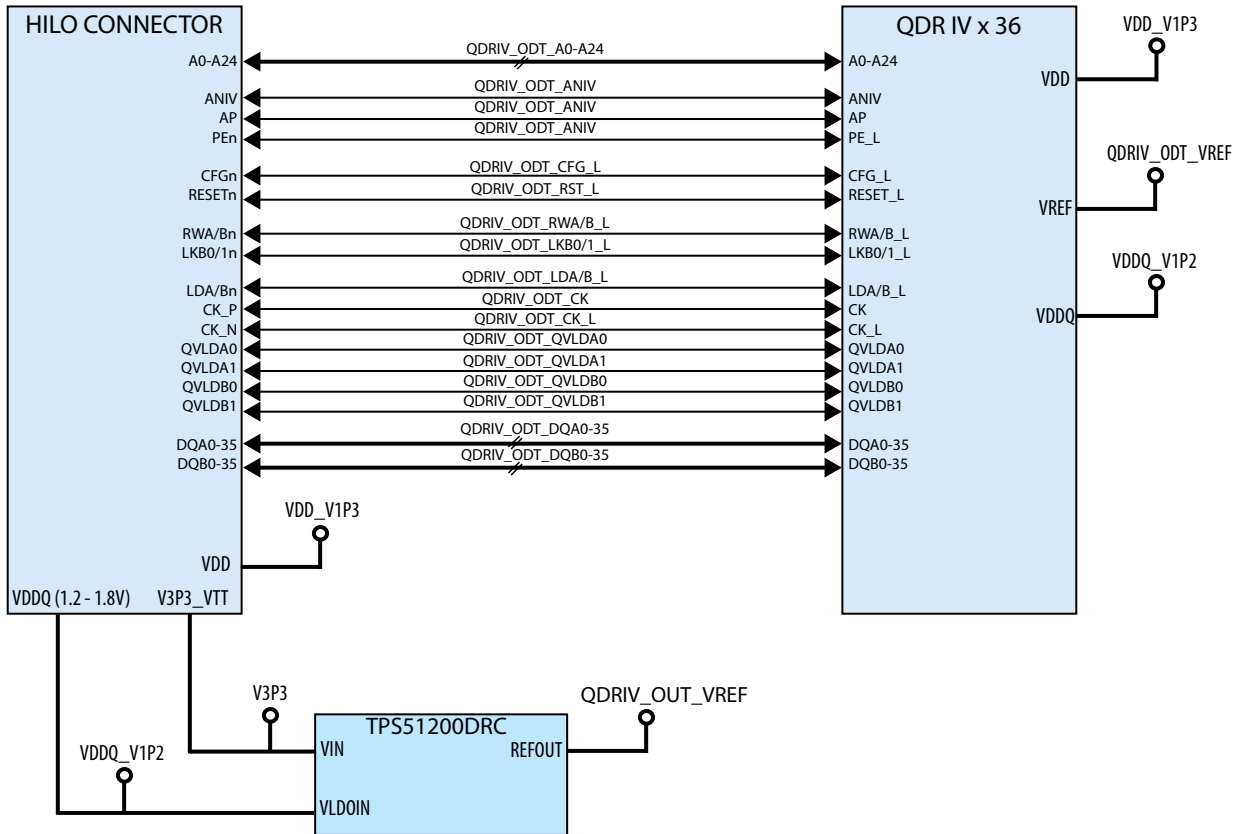 HILO CONNECTOR
QDR IV x 36
VDD_V1P3
A0-A24
QDRIV_ODT_A0-A24
A0-A24
VDD
ANIV
QDRIV_ODT_ANIV
ANIV
AP
QDRIV_ODT_ANIV
AP
PEn
QDRIV_ODT_ANIV
PE_L
QDRIV_ODT_VREF
CFGn
QDRIV_ODT_CFG_L
CFG_L
RESETn
QDRIV_ODT_RST_L
RESET_L
VREF
RWA/Bn
QDRIV_ODT_RWA/B_L
RWA/B_L
LKB0/1n
QDRIV_ODT_LKB0/1_L
LKB0/1_L
VDDQ_V1P2
LDA/Bn
QDRIV_ODT_LDA/B_L
LDA/B_L
CK_P
QDRIV_ODT_CK
CK
VDDQ
CK_N
QDRIV_ODT_CK_L
CK_L
QVLDA0
QDRIV_ODT_QVLDA0
QVLDA0
QVLDA1
QDRIV_ODT_QVLDA1
QVLDA1
QVLDB0
QDRIV_ODT_QVLDB0
QVLDB0
QVLDB1
QDRIV_ODT_QVLDB1
QVLDB1
DQA0-35
QDRIV_ODT_DQA0-35
DQA0-35
DQB0-35
QDRIV_ODT_DQB0-35
DQB0-35
VDD_V1P3
VDD
VDDQ (1.2 - 1.8V)
V3P3_VTT
V3P3
QDRIV_OUT_VREF
TPS51200DRC
VIN
REFOUT
VDDQ_V1P2
VLDOIN